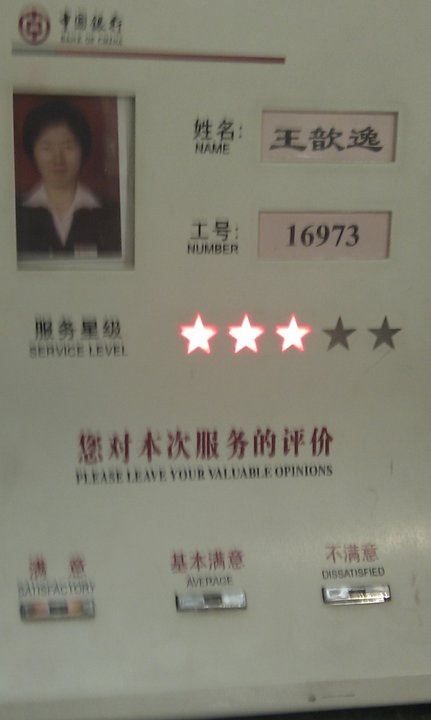 中国银行
BANK OF CHINA
姓名:
NAME
王歆逸
工号:
NUMBER
16973
服务星级
SERVICE LEVEL
您对本次服务的评价
PLEASE LEAVE YOUR VALUABLE OPINIONS
满 意
SATISFACTORY
基本满意
AVERAGE
不满意
DISSATISFIED